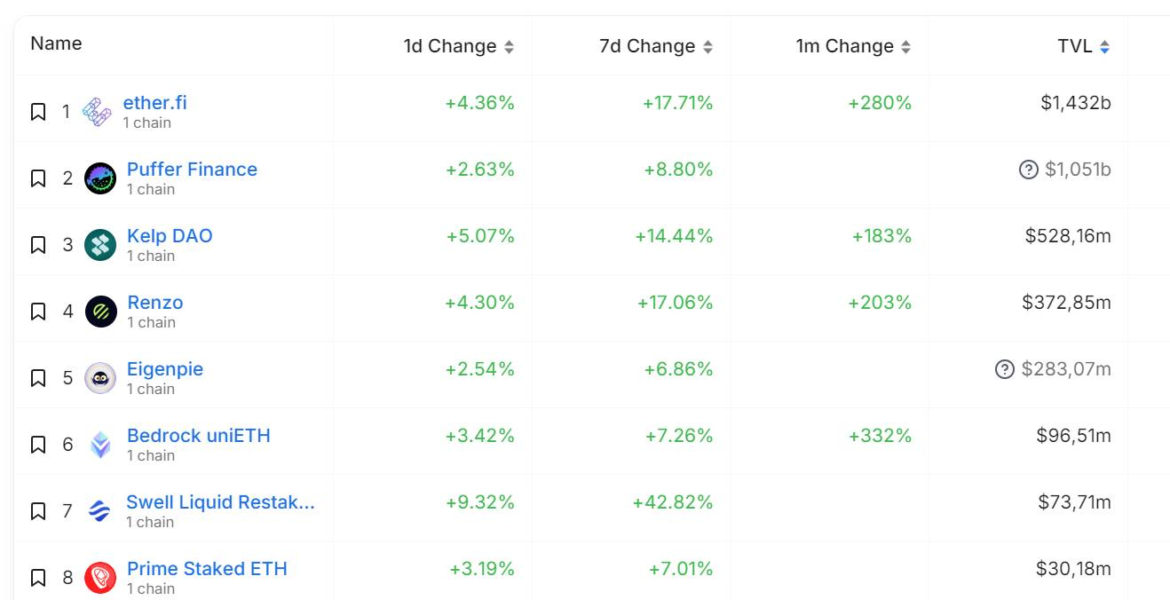 Name 1d Change 7d Change 1m Change TVL
1 ether.fi +4.36% +17.71% +280% $1,432b
1 chain
2 Puffer Finance +2.63% +8.80% $1,051b
1 chain
3 Kelp DAO +5.07% +14.44% +183% $528,16m
1 chain
4 Renzo +4.30% +17.06% +203% $372,85m
1 chain
5 Eigenpie +2.54% +6.86% $283,07m
1 chain
6 Bedrock uniETH +3.42% +7.26% +332% $96,51m
1 chain
7 Swell Liquid Restak... +9.32% +42.82% $73,71m
1 chain
8 Prime Staked ETH +3.19% +7.01% $30,18m
1 chain